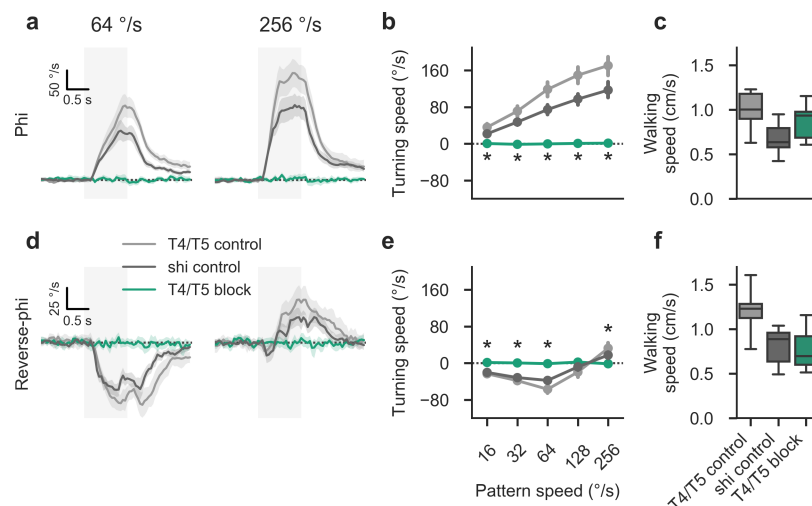 a
64 °/s
256 °/s
50 °/s
0.5 s
Phi
b
Turning speed (°/s)
160
80
0
−80
* * * * *
c
Walking
speed (cm/s)
1.5
1.0
0.5
0.0
d
T4/T5 control
shi control
T4/T5 block
25 °/s
0.5 s
Reverse-phi
e
Turning speed (°/s)
160
80
0
−80
* * * *
16 32 64 128 256
Pattern speed (°/s)
f
Walking
speed (cm/s)
1.5
1.0
0.5
0.0
T4/T5 control
shi control
T4/T5 block